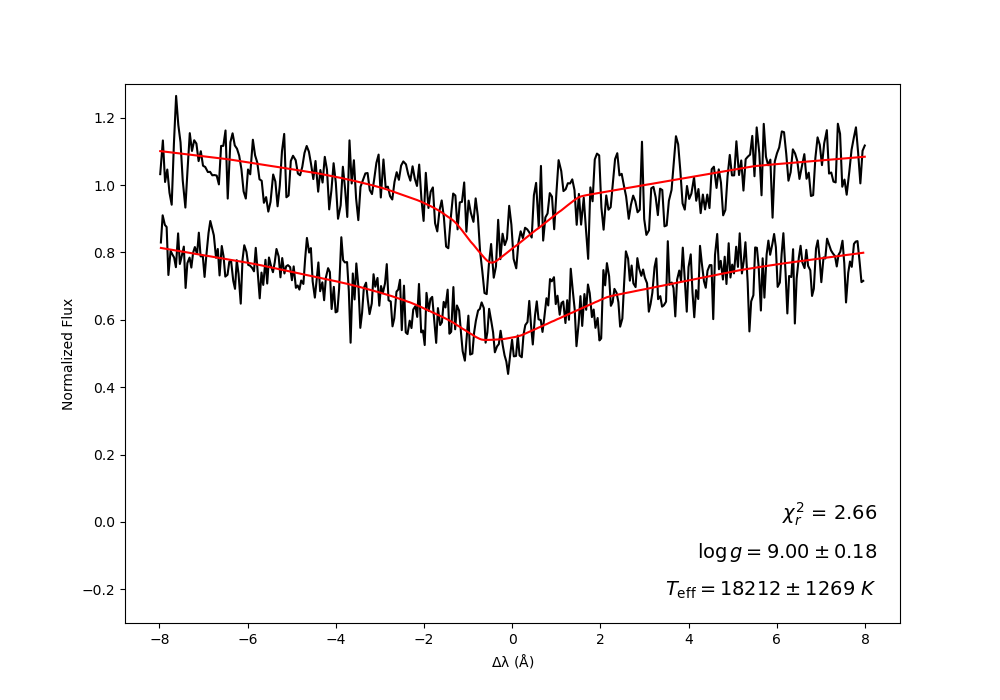 1.2
1.0
0.8
0.6
0.4
0.2
0.0
−0.2
Normalized Flux
χ²ᵣ = 2.66
log g = 9.00 ± 0.18
T_eff = 18212 ± 1269 K
−8 −6 −4 −2 0 2 4 6 8
Δλ (Å)